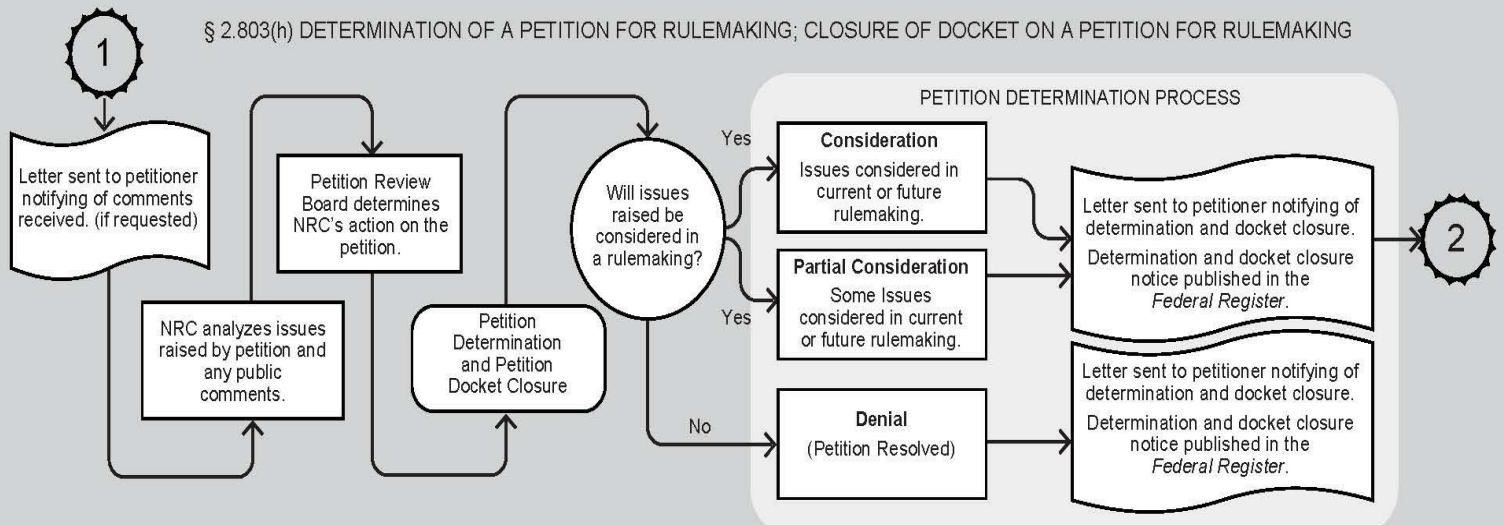 § 2.803(h) DETERMINATION OF A PETITION FOR RULEMAKING; CLOSURE OF DOCKET ON A PETITION FOR RULEMAKING
1
Letter sent to petitioner
notifying of comments
received. (if requested)
NRC analyzes issues
raised by petition and
any public
comments.
Petition Review
Board determines
NRC's action on the
petition.
Petition
Determination
and Petition
Docket Closure
Will issues
raised be
considered in
a rulemaking?
Yes
Yes
No
PETITION DETERMINATION PROCESS
Consideration
Issues considered in
current or future
rulemaking.
Partial Consideration
Some Issues
considered in current
or future rulemaking.
Denial
(Petition Resolved)
Letter sent to petitioner notifying of
determination and docket closure.
Determination and docket closure
notice published in the
Federal Register.
Letter sent to petitioner notifying of
determination and docket closure.
Determination and docket closure
notice published in the
Federal Register.
2